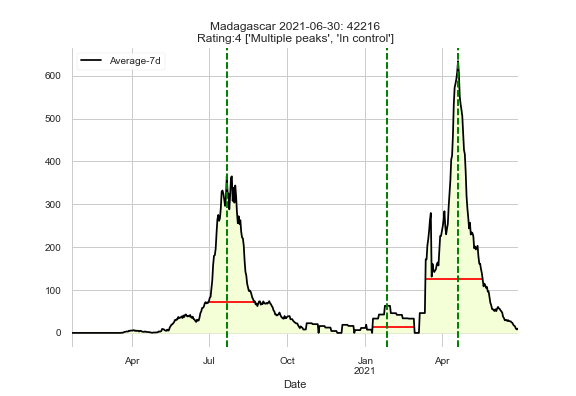 Madagascar 2021-06-30: 42216
Rating:4 ['Multiple peaks', 'In control']
Average-7d
600
500
400
300
200
100
0
Apr
Jul
Oct
Jan
2021
Apr
Date